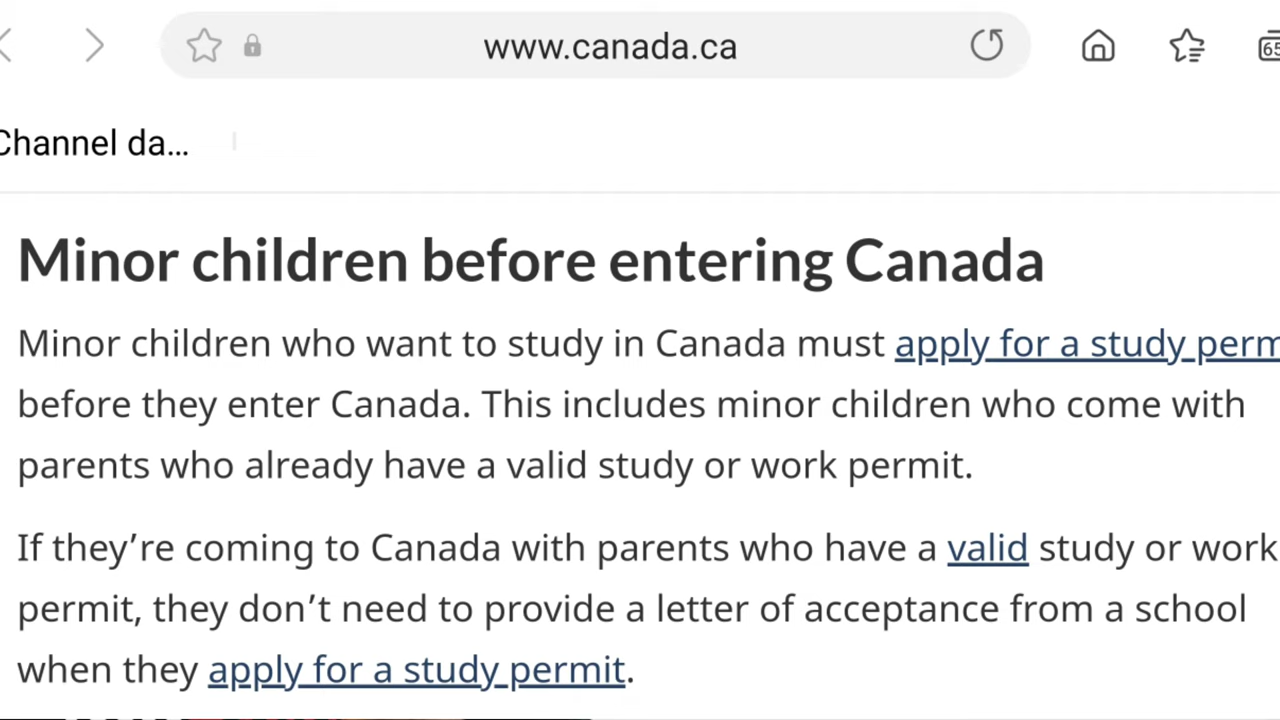 www.canada.ca
65
Channel da...
Minor children before entering Canada
Minor children who want to study in Canada must apply for a study perm
before they enter Canada. This includes minor children who come with
parents who already have a valid study or work permit.
If they’re coming to Canada with parents who have a valid study or work
permit, they don’t need to provide a letter of acceptance from a school
when they apply for a study permit.